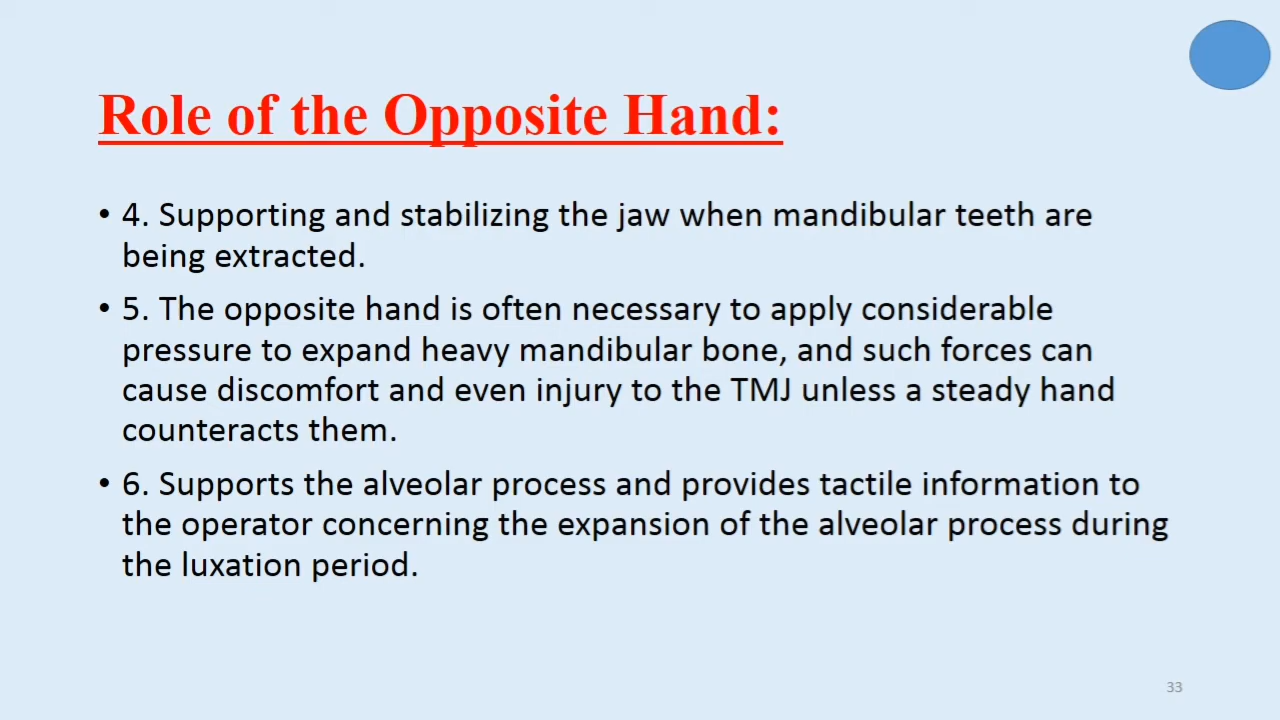 Role of the Opposite Hand:
• 4. Supporting and stabilizing the jaw when mandibular teeth are
being extracted.
• 5. The opposite hand is often necessary to apply considerable
pressure to expand heavy mandibular bone, and such forces can
cause discomfort and even injury to the TMJ unless a steady hand
counteracts them.
• 6. Supports the alveolar process and provides tactile information to
the operator concerning the expansion of the alveolar process during
the luxation period.
33